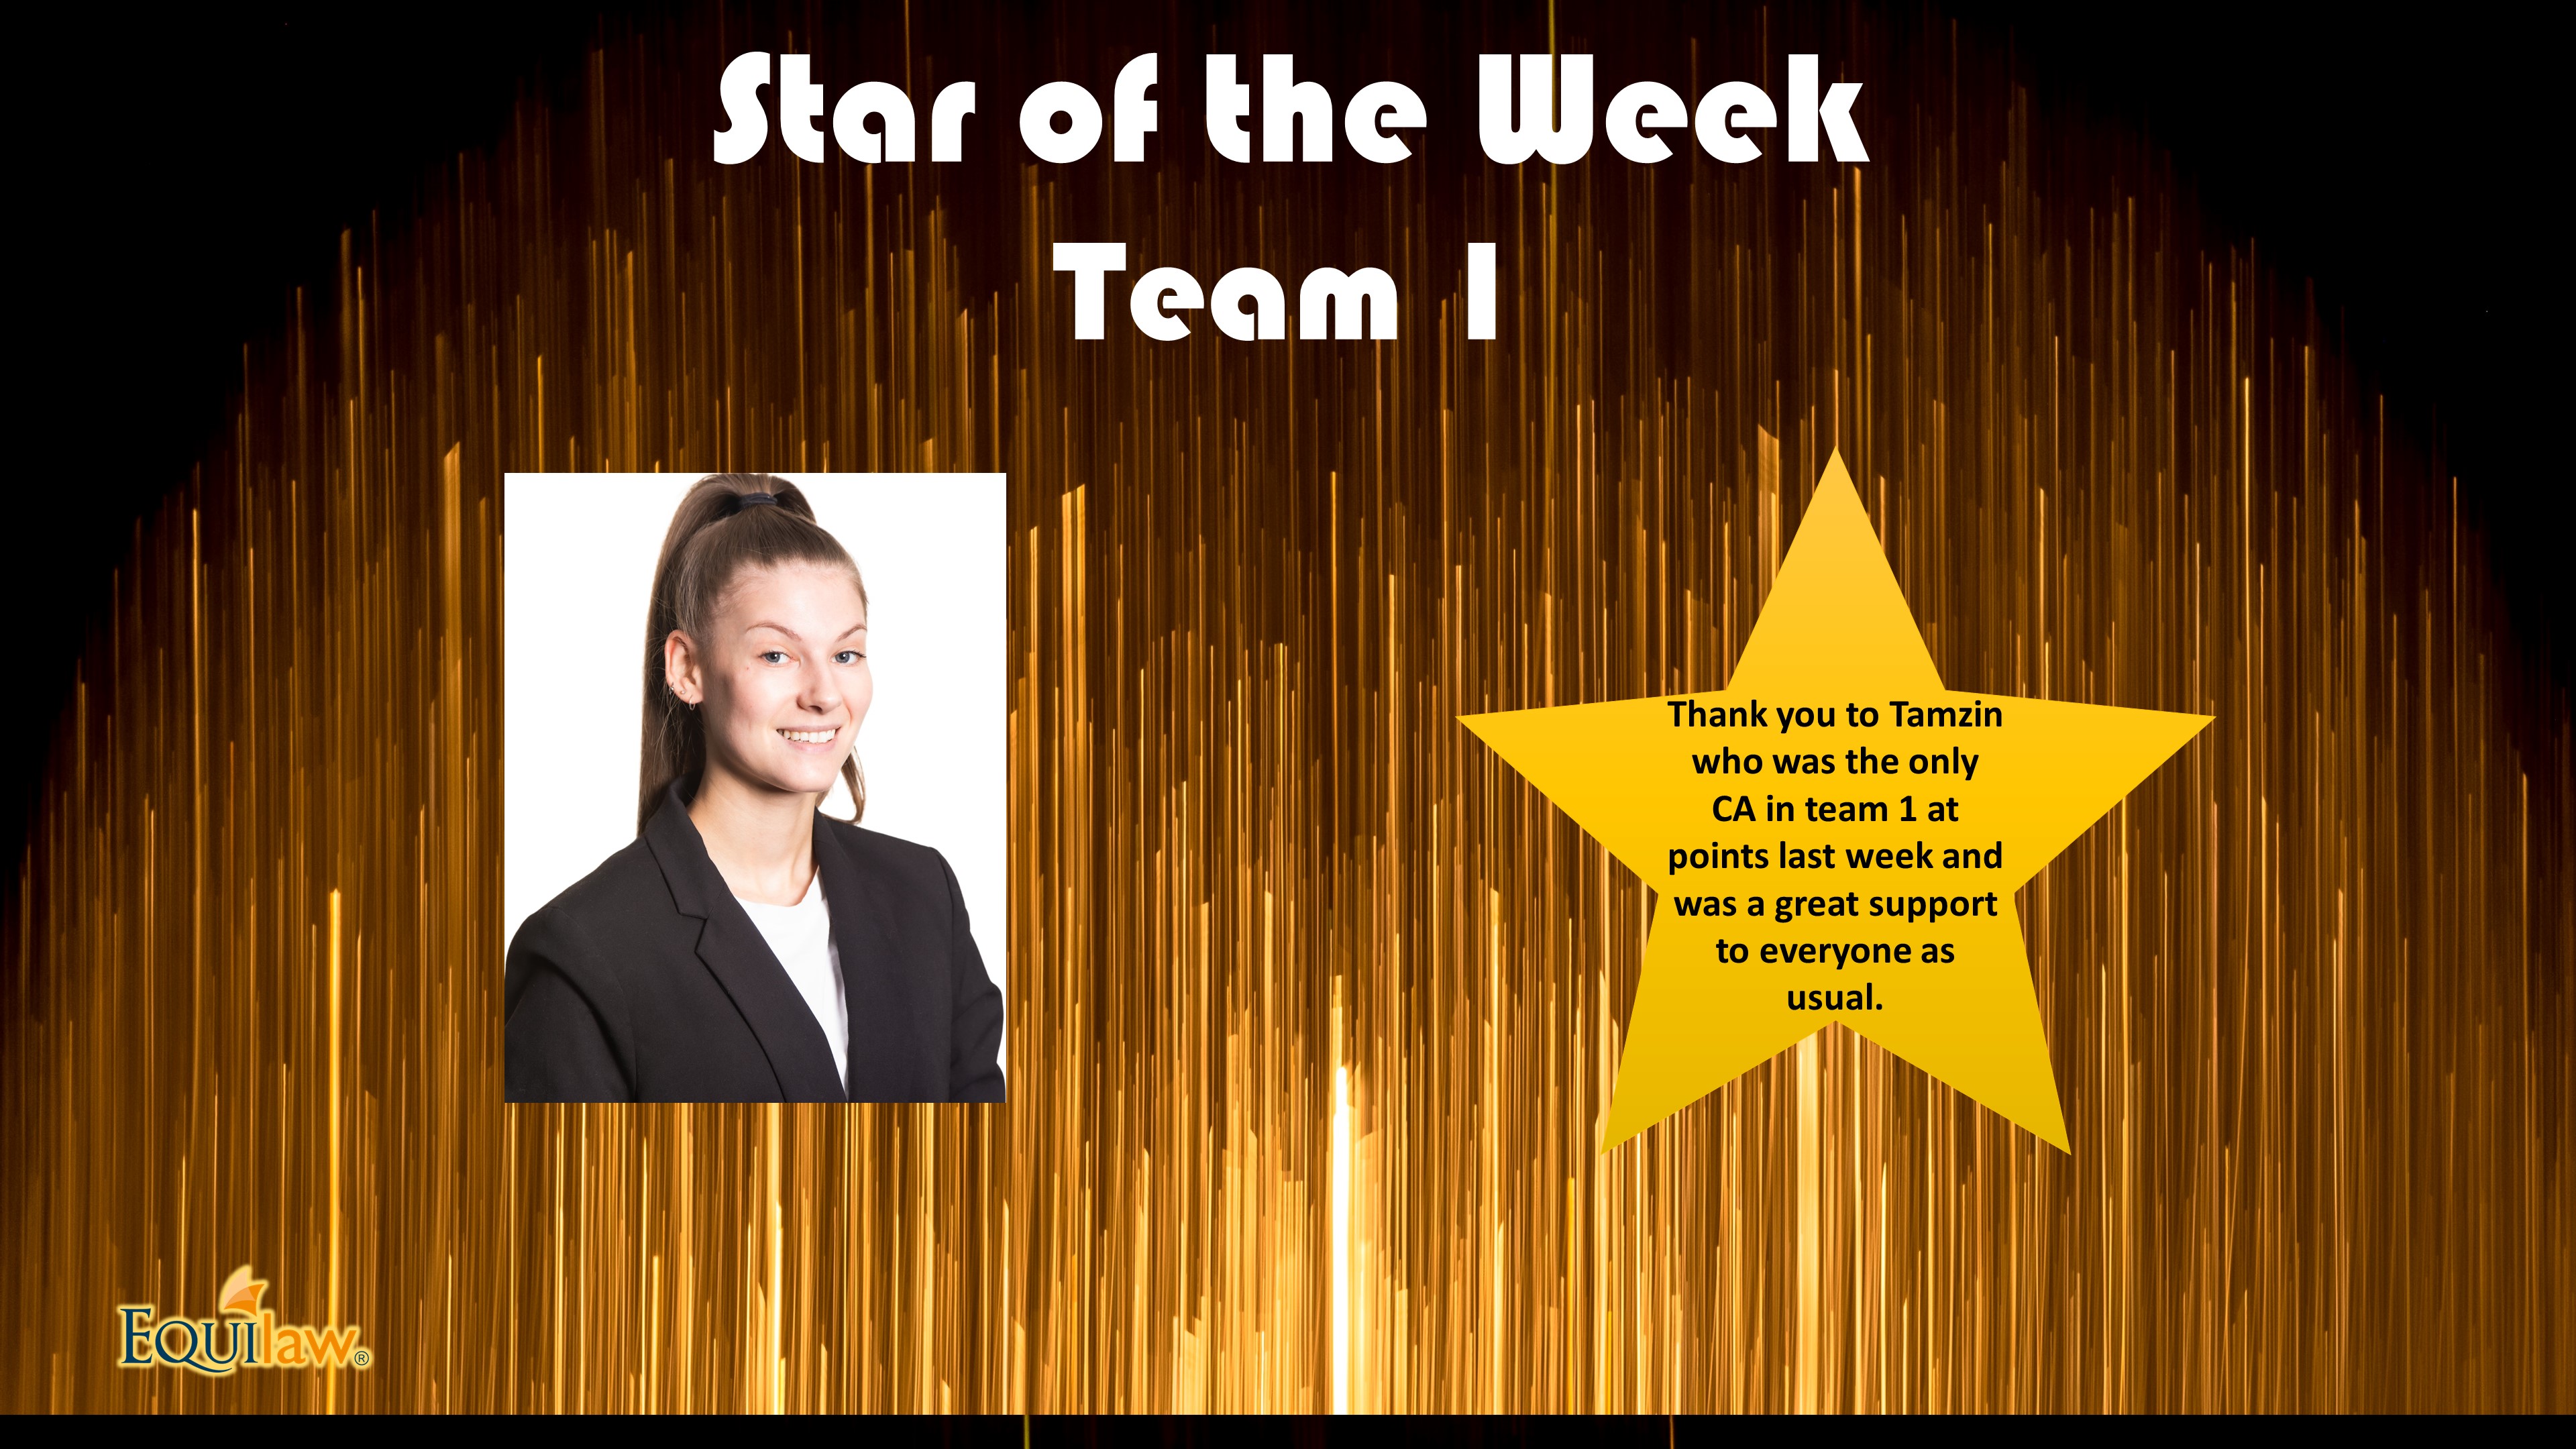 Star of the Week
Team 1
Thank you to Tamzin
who was the only
CA in team 1 at
points last week and
was a great support
to everyone as
usual.
EQUIlaw®